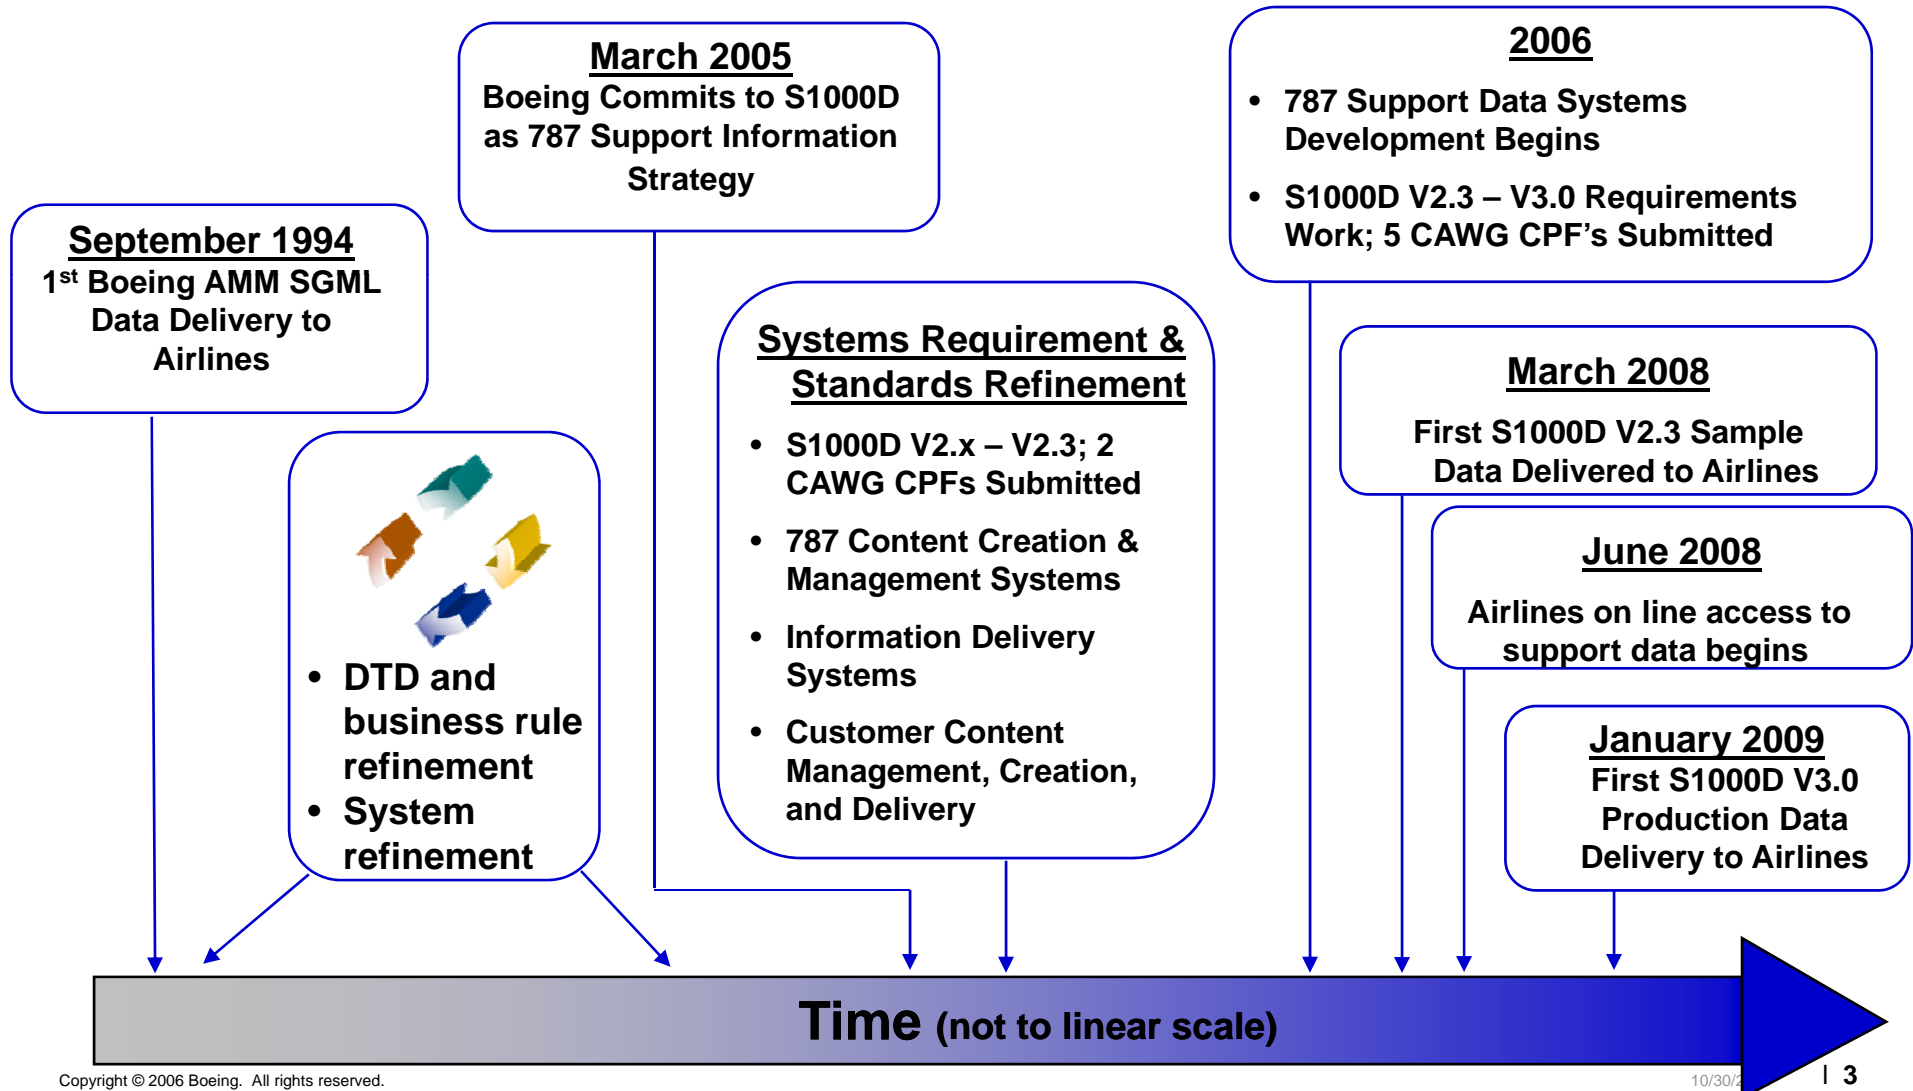 September 1994
1st Boeing AMM SGML
Data Delivery to
Airlines
• DTD and
business rule
refinement
• System
refinement
March 2005
Boeing Commits to S1000D
as 787 Support Information
Strategy
Systems Requirement &
Standards Refinement
• S1000D V2.x – V2.3; 2
CAWG CPFs Submitted
• 787 Content Creation &
Management Systems
• Information Delivery
Systems
• Customer Content
Management, Creation,
and Delivery
2006
• 787 Support Data Systems
Development Begins
• S1000D V2.3 – V3.0 Requirements
Work; 5 CAWG CPF’s Submitted
March 2008
First S1000D V2.3 Sample
Data Delivered to Airlines
June 2008
Airlines on line access to
support data begins
January 2009
First S1000D V3.0
Production Data
Delivery to Airlines
Time (not to linear scale)
Copyright © 2006 Boeing. All rights reserved.
10/30/
| 3